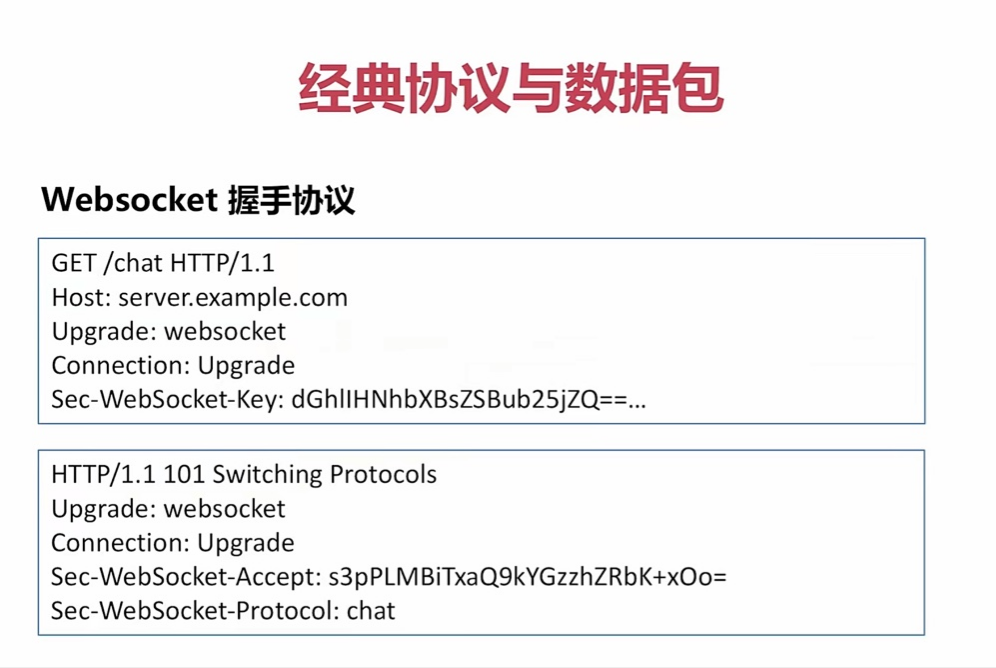 经典协议与数据包
Websocket 握手协议
GET /chat HTTP/1.1
Host: server.example.com
Upgrade: websocket
Connection: Upgrade
Sec-WebSocket-Key: dGhlIHNhbXBsZSBub25jZQ==...
HTTP/1.1 101 Switching Protocols
Upgrade: websocket
Connection: Upgrade
Sec-WebSocket-Accept: s3pPLMBiTxaQ9kYGzzhZRbK+xOo=
Sec-WebSocket-Protocol: chat